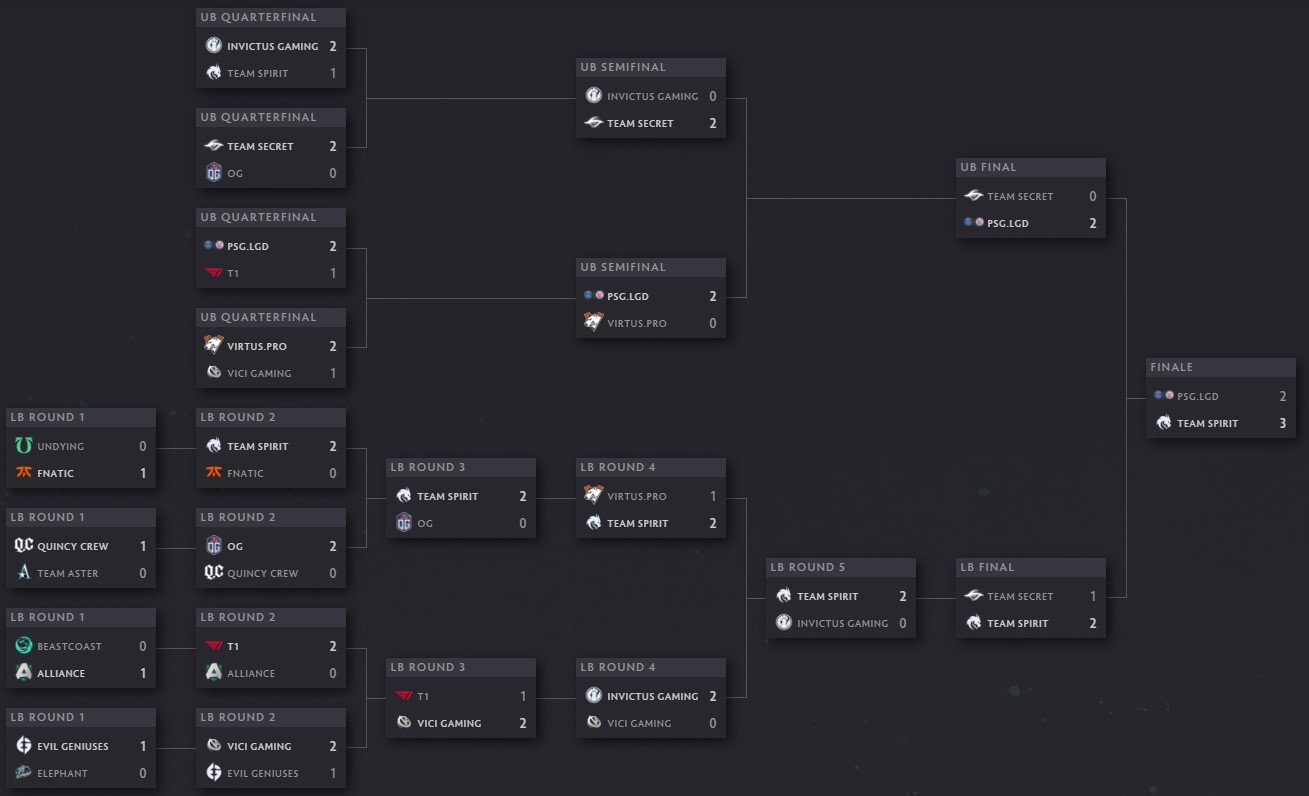 UB QUARTERFINAL
INVICTUS GAMING 2
TEAM SPIRIT 1
UB QUARTERFINAL
TEAM SECRET 2
OG 0
UB QUARTERFINAL
PSG.LGD 2
T1 1
UB QUARTERFINAL
VIRTUS.PRO 2
VICI GAMING 1
UB SEMIFINAL
INVICTUS GAMING 0
TEAM SECRET 2
UB SEMIFINAL
PSG.LGD 2
VIRTUS.PRO 0
UB FINAL
TEAM SECRET 0
PSG.LGD 2
LB ROUND 1
UNDYING 0
FNATIC 1
LB ROUND 1
QUINCY CREW 1
TEAM ASTER 0
LB ROUND 1
BEASTCOAST 0
ALLIANCE 1
LB ROUND 1
EVIL GENIUSES 1
ELEPHANT 0
LB ROUND 2
TEAM SPIRIT 2
FNATIC 0
LB ROUND 2
OG 2
QUINCY CREW 0
LB ROUND 2
T1 2
ALLIANCE 0
LB ROUND 2
VICI GAMING 2
EVIL GENIUSES 1
LB ROUND 3
TEAM SPIRIT 2
OG 0
LB ROUND 3
T1 1
VICI GAMING 2
LB ROUND 4
VIRTUS.PRO 1
TEAM SPIRIT 2
LB ROUND 4
INVICTUS GAMING 2
VICI GAMING 0
LB ROUND 5
TEAM SPIRIT 2
INVICTUS GAMING 0
LB FINAL
TEAM SECRET 1
TEAM SPIRIT 2
FINALE
PSG.LGD 2
TEAM SPIRIT 3